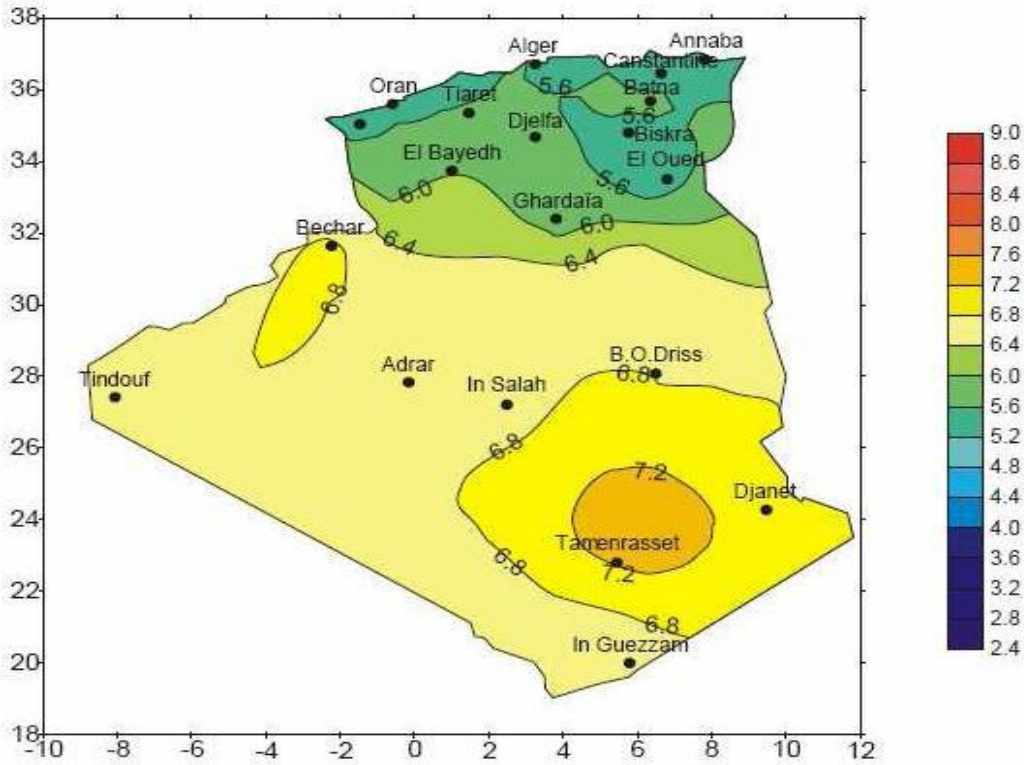 38
36
34
32
30
28
26
24
22
20
18
-10 -8 -6 -4 -2 0 2 4 6 8 10 12
Alger
Annaba
Canstantine
Oran
Tiaret
5.6
Batna
5.6
Djelfa
Biskra
El Bayedh
El Oued
6.0
5.6
Ghardaïa
6.0
Bechar
6.4
6.4
6.8
B.O.Driss
Adrar
6.8
Tindouf
In Salah
6.8
7.2
Djanet
Tamenrasset
6.8
7.2
6.8
In Guezzam
9.0
8.6
8.4
8.0
7.6
7.2
6.8
6.4
6.0
5.6
5.2
4.8
4.4
4.0
3.6
3.2
2.8
2.4